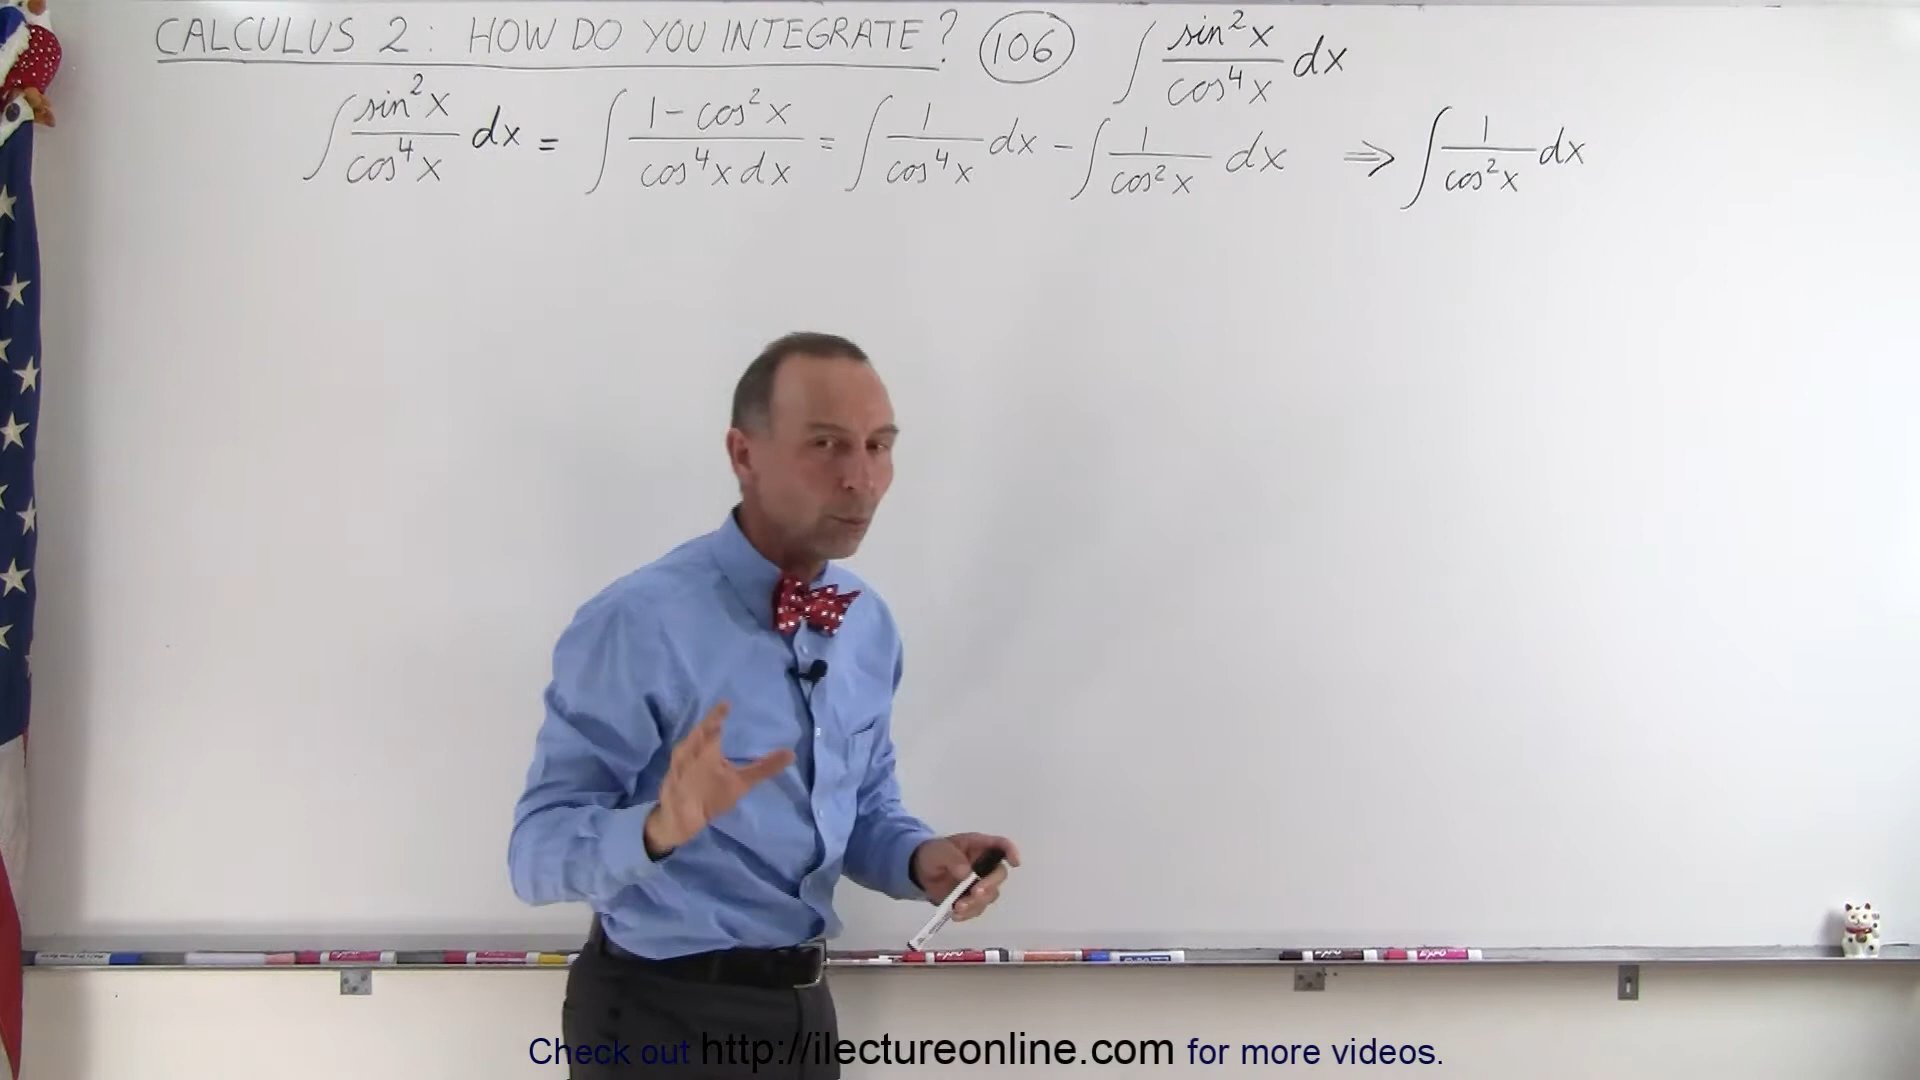 CALCULUS 2: HOW DO YOU INTEGRATE? 106 ∫ sin²x/cos⁴x dx
∫ sin²x/cos⁴x dx = ∫ 1-cos²x/cos⁴x dx = ∫ 1/cos⁴x dx - ∫ 1/cos²x dx ⇒ ∫ 1/cos²x dx
Check out http://ilectureonline.com for more videos.